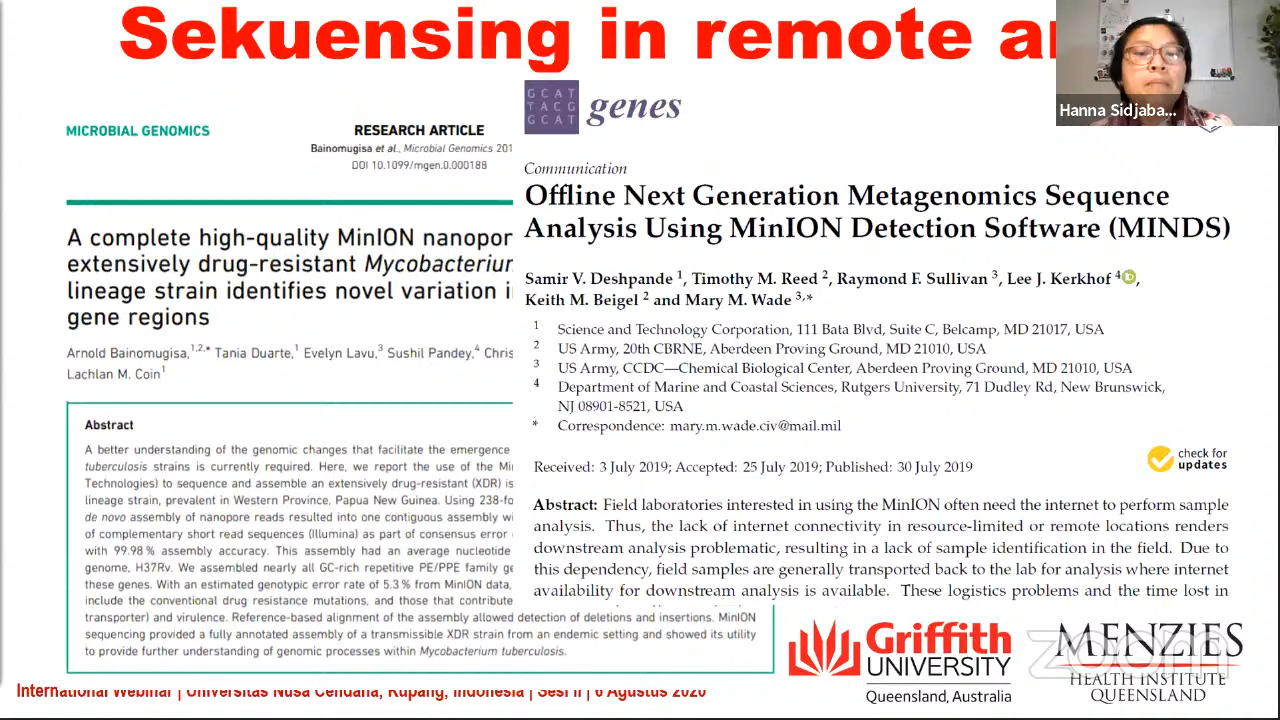 Sekuensing in remote a
Hanna Sidjaba...
MICROBIAL GENOMICS
RESEARCH ARTICLE
Bainomugisa et al., Microbial Genomics 201
DOI 10.1099/mgen.0.000188
A complete high-quality MinION nanopor
extensively drug-resistant Mycobacterium
lineage strain identifies novel variation i
gene regions
Arnold Bainomugisa,1,2,* Tania Duarte,1 Evelyn Lavu,3 Sushil Pandey,4 Chris
Lachlan M. Coin1
Abstract
A better understanding of the genomic changes that facilitate the emergence
tuberculosis strains is currently required. Here, we report the use of the Mi
Technologies) to sequence and assemble an extensively drug-resistant (XDR) is
lineage strain, prevalent in Western Province, Papua New Guinea. Using 238-fo
de novo assembly of nanopore reads resulted into one contiguous assembly wi
of complementary short read sequences (Illumina) as part of consensus error
with 99.98 % assembly accuracy. This assembly had an average nucleotide
genome, H37Rv. We assembled nearly all GC-rich repetitive PE/PPE family ge
these genes. With an estimated genotypic error rate of 5.3 % from MinION data,
include the conventional drug resistance mutations, and those that contribute
transporter) and virulence. Reference-based alignment of the assembly allowed detection of deletions and insertions. MinION
sequencing provided a fully annotated assembly of a transmissible XDR strain from an endemic setting and showed its utility
to provide further understanding of genomic processes within Mycobacterium tuberculosis.
GCAT
TACG
GCAT
genes
Communication
Offline Next Generation Metagenomics Sequence
Analysis Using MinION Detection Software (MINDS)
Samir V. Deshpande 1, Timothy M. Reed 2, Raymond F. Sullivan 3, Lee J. Kerkhof 4 iD,
Keith M. Beigel 2 and Mary M. Wade 3,*
1 Science and Technology Corporation, 111 Bata Blvd, Suite C, Belcamp, MD 21017, USA
2 US Army, 20th CBRNE, Aberdeen Proving Ground, MD 21010, USA
3 US Army, CCDC—Chemical Biological Center, Aberdeen Proving Ground, MD 21010, USA
4 Department of Marine and Coastal Sciences, Rutgers University, 71 Dudley Rd, New Brunswick,
NJ 08901-8521, USA
* Correspondence: mary.m.wade.civ@mail.mil
Received: 3 July 2019; Accepted: 25 July 2019; Published: 30 July 2019
check for
updates
Abstract: Field laboratories interested in using the MinION often need the internet to perform sample
analysis. Thus, the lack of internet connectivity in resource-limited or remote locations renders
downstream analysis problematic, resulting in a lack of sample identification in the field. Due to
this dependency, field samples are generally transported back to the lab for analysis where internet
availability for downstream analysis is available. These logistics problems and the time lost in
Griffith
UNIVERSITY
Queensland, Australia
MENZIES
HEALTH INSTITUTE
QUEENSLAND
zoom
International Webinar | Universitas Nusa Cendana, Kupang, Indonesia | Sesi II | 6 Agustus 2020